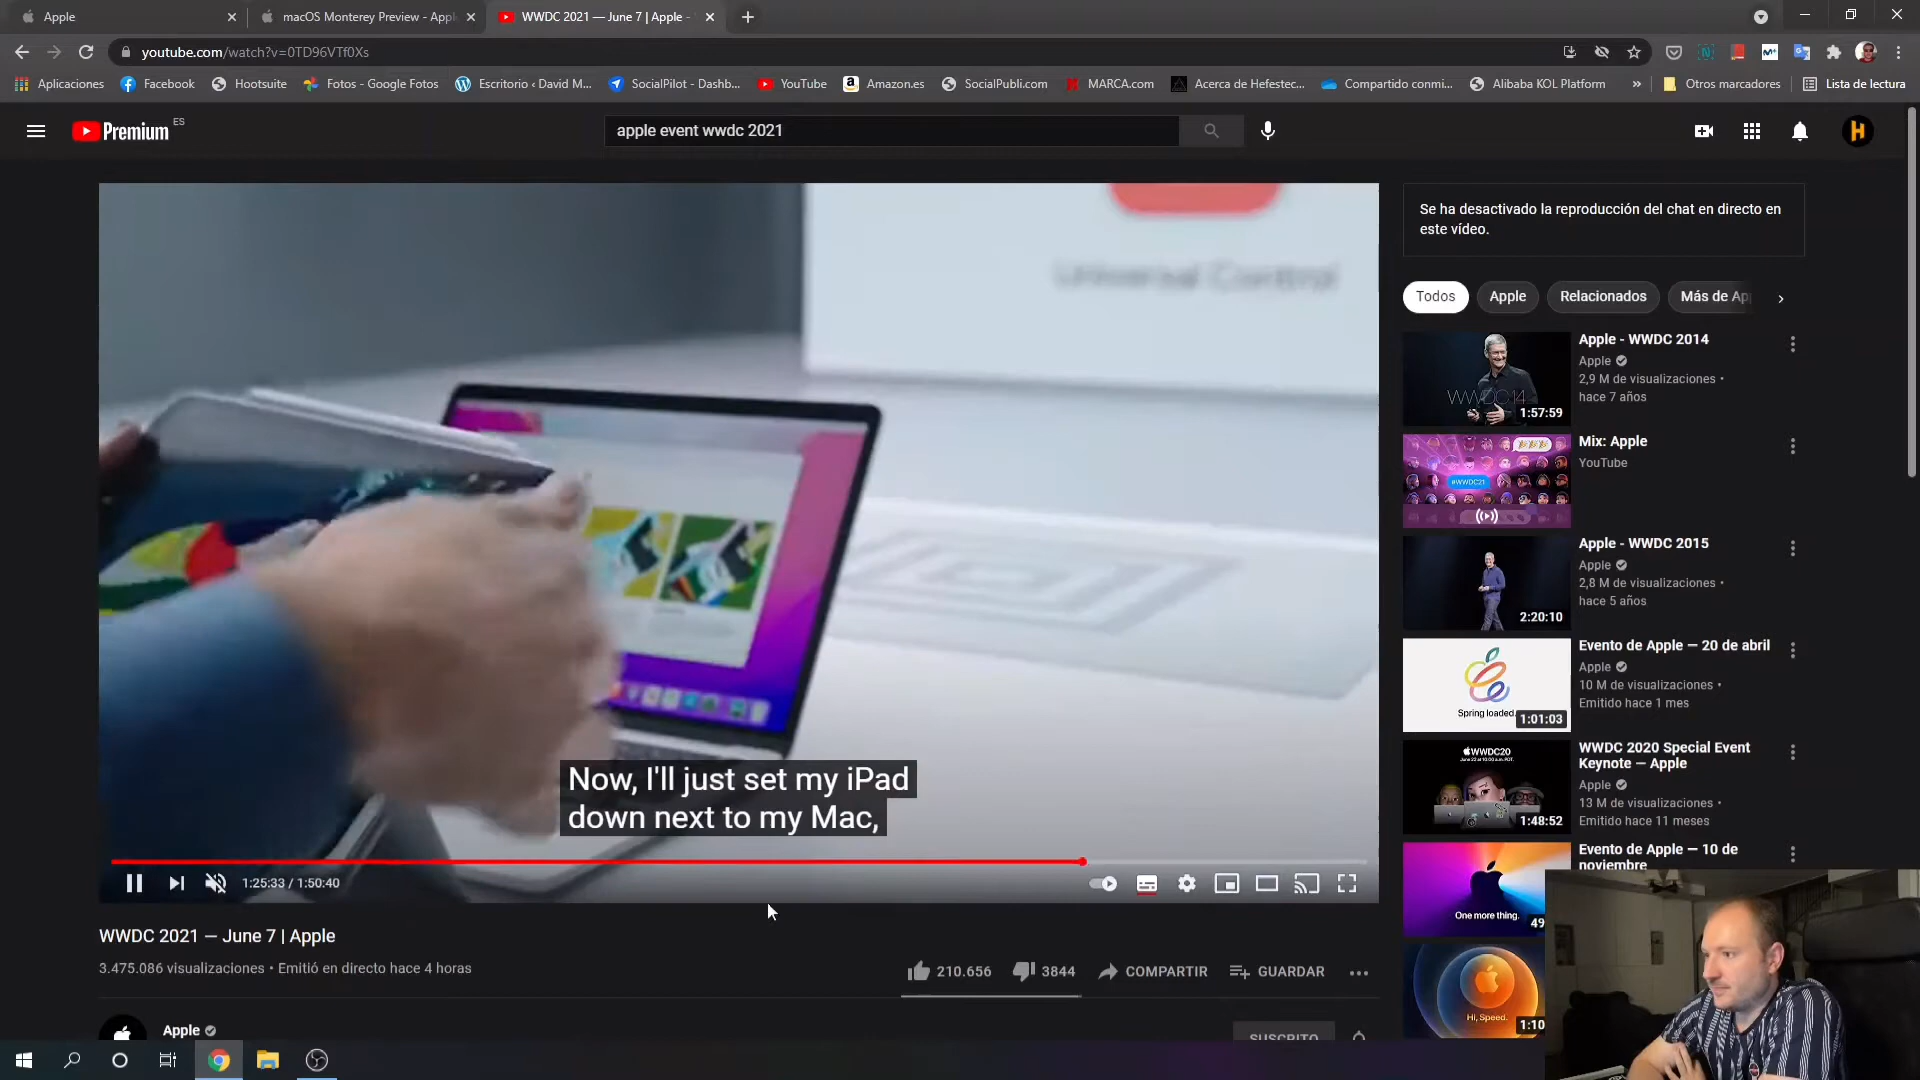 Apple
macOS Monterey Preview - Appl
WWDC 2021 — June 7 | Apple -
youtube.com/watch?v=0TD96VTf0Xs
Aplicaciones
Facebook
Hootsuite
Fotos - Google Fotos
Escritorio ‹ David M...
SocialPilot - Dashb...
YouTube
Amazon.es
SocialPubli.com
MARCA.com
Acerca de Hefestec...
Compartido conmi...
Alibaba KOL Platform
»
Otros marcadores
Lista de lectura
Premium ES
apple event wwdc 2021
H
Universal Control
Now, I'll just set my iPad
down next to my Mac,
1:25:33 / 1:50:40
WWDC 2021 — June 7 | Apple
3.475.086 visualizaciones • Emitió en directo hace 4 horas
210.656
3844
COMPARTIR
GUARDAR
Apple
SUSCRITO
Se ha desactivado la reproducción del chat en directo en
este vídeo.
Todos
Apple
Relacionados
Más de Ap
WWDC14
1:57:59
Apple - WWDC 2014
Apple
2,9 M de visualizaciones •
hace 7 años
#WWDC21
Mix: Apple
YouTube
2:20:10
Apple - WWDC 2015
Apple
2,8 M de visualizaciones •
hace 5 años
Spring loaded.
1:01:03
Evento de Apple — 20 de abril
Apple
10 M de visualizaciones •
Emitido hace 1 mes
WWDC20
1:48:52
WWDC 2020 Special Event
Keynote — Apple
Apple
13 M de visualizaciones •
Emitido hace 11 meses
One more thing.
49
Evento de Apple — 10 de
noviembre
Hi, Speed.
1:10